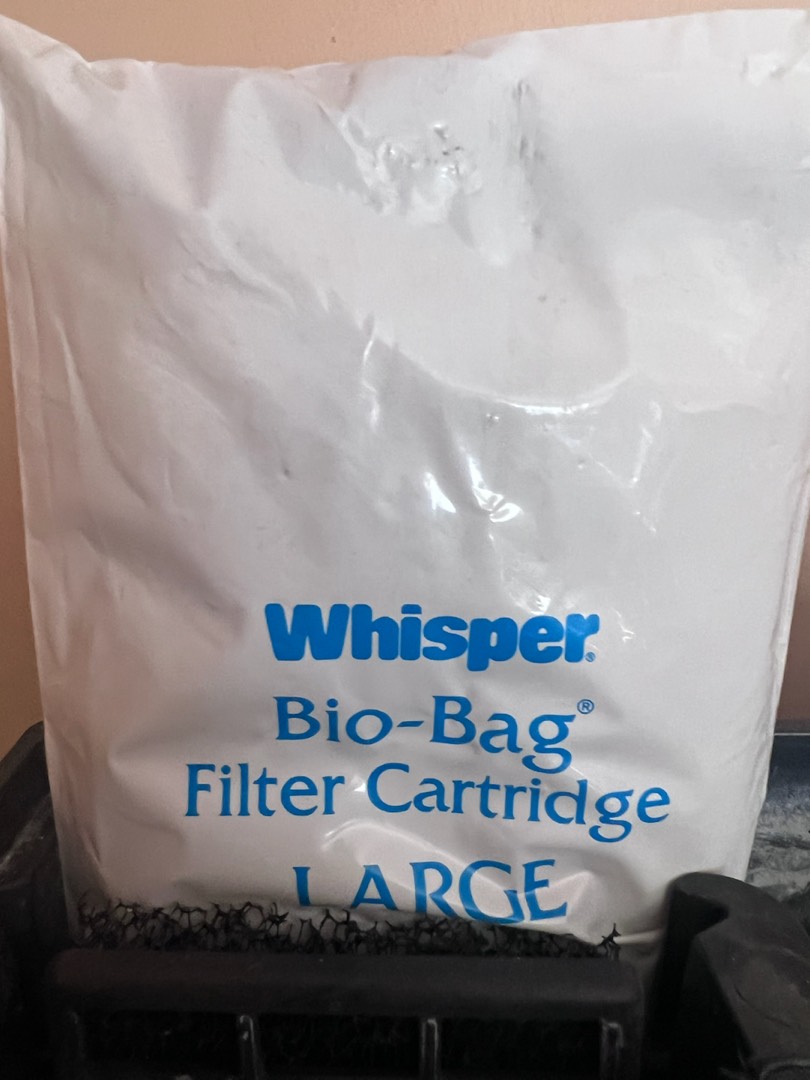 Whisper®
Bio-Bag®
Filter Cartridge
LARGE